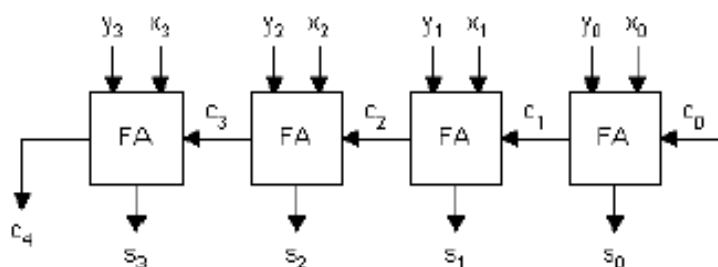 y₃ x₃ y₂ x₂ y₁ x₁ y₀ x₀
FA c₃ FA c₂ FA c₁ FA c₀
c₄ s₃ s₂ s₁ s₀